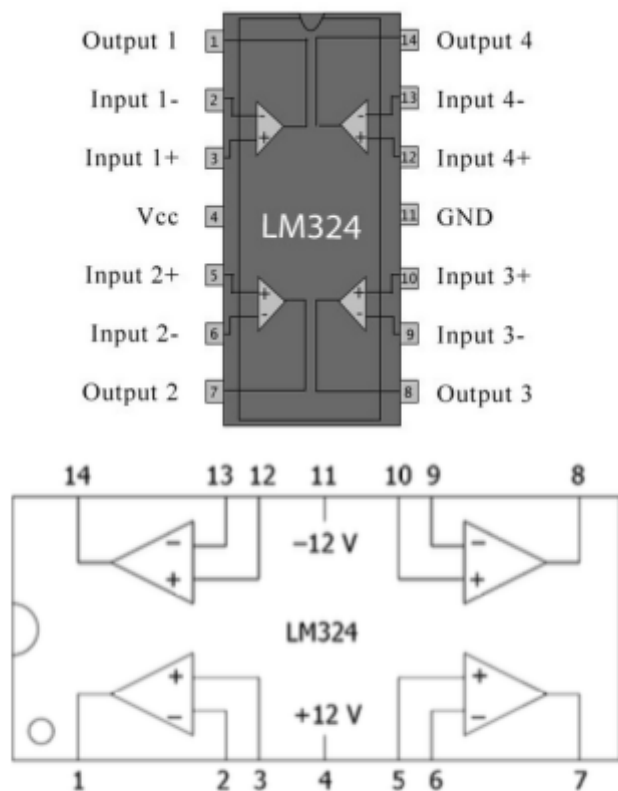 Output 1 1 14 Output 4
Input 1- 2 - - 13 Input 4-
Input 1+ 3 + + 12 Input 4+
Vcc 4 LM324 11 GND
Input 2+ 5 + + 10 Input 3+
Input 2- 6 - - 9 Input 3-
Output 2 7 8 Output 3
14 13 12 11 10 9 8
− −12 V −
+ +
LM324
+ +
− +12 V −
1 2 3 4 5 6 7